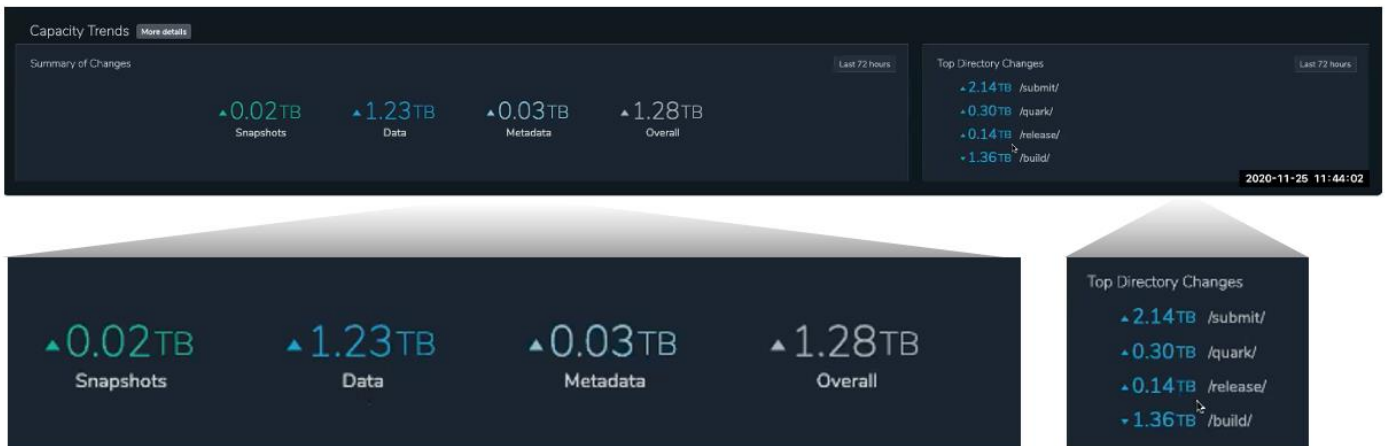 Capacity Trends More details
Summary of Changes Last 72 hours
▲0.02TB ▲1.23TB ▲0.03TB ▲1.28TB
Snapshots Data Metadata Overall
Top Directory Changes Last 72 hours
▲2.14TB /submit/
▲0.30TB /quark/
▲0.14TB /release/
▼1.36TB /build/
2020-11-25 11:44:02
▲0.02TB ▲1.23TB ▲0.03TB ▲1.28TB
Snapshots Data Metadata Overall
Top Directory Changes
▲2.14TB /submit/
▲0.30TB /quark/
▲0.14TB /release/
▼1.36TB /build/